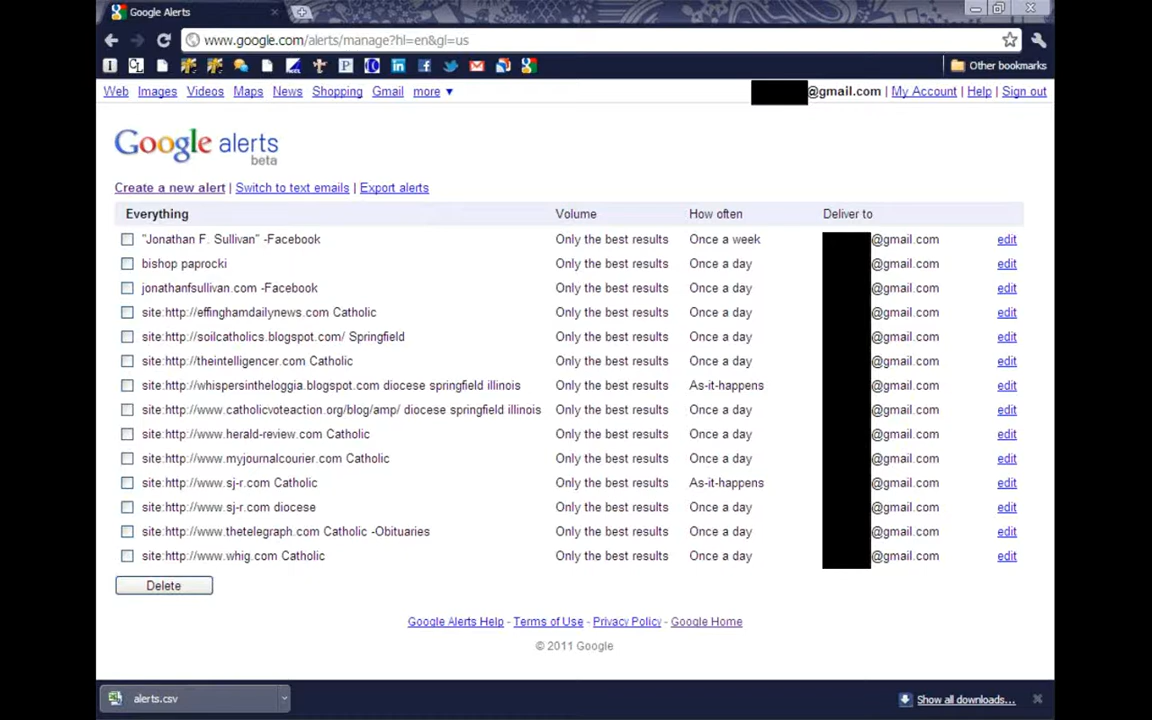 Google Alerts
www.google.com/alerts/manage?hl=en&gl=us
Other bookmarks
Web Images Videos Maps News Shopping Gmail more ▼ @gmail.com | My Account | Help | Sign out
Google alerts
beta
Create a new alert | Switch to text emails | Export alerts
Everything Volume How often Deliver to
"Jonathan F. Sullivan" -Facebook Only the best results Once a week @gmail.com edit
bishop paprocki Only the best results Once a day @gmail.com edit
jonathanfsullivan.com -Facebook Only the best results Once a day @gmail.com edit
site:http://effinghamdailynews.com Catholic Only the best results Once a day @gmail.com edit
site:http://soilcatholics.blogspot.com/ Springfield Only the best results Once a day @gmail.com edit
site:http://theintelligencer.com Catholic Only the best results Once a day @gmail.com edit
site:http://whispersintheloggia.blogspot.com diocese springfield illinois Only the best results As-it-happens @gmail.com edit
site:http://www.catholicvoteaction.org/blog/amp/ diocese springfield illinois Only the best results Once a day @gmail.com edit
site:http://www.herald-review.com Catholic Only the best results Once a day @gmail.com edit
site:http://www.myjournalcourier.com Catholic Only the best results Once a day @gmail.com edit
site:http://www.sj-r.com Catholic Only the best results As-it-happens @gmail.com edit
site:http://www.sj-r.com diocese Only the best results Once a day @gmail.com edit
site:http://www.thetelegraph.com Catholic -Obituaries Only the best results Once a day @gmail.com edit
site:http://www.whig.com Catholic Only the best results Once a day @gmail.com edit
Delete
Google Alerts Help - Terms of Use - Privacy Policy - Google Home
© 2011 Google
alerts.csv Show all downloads...